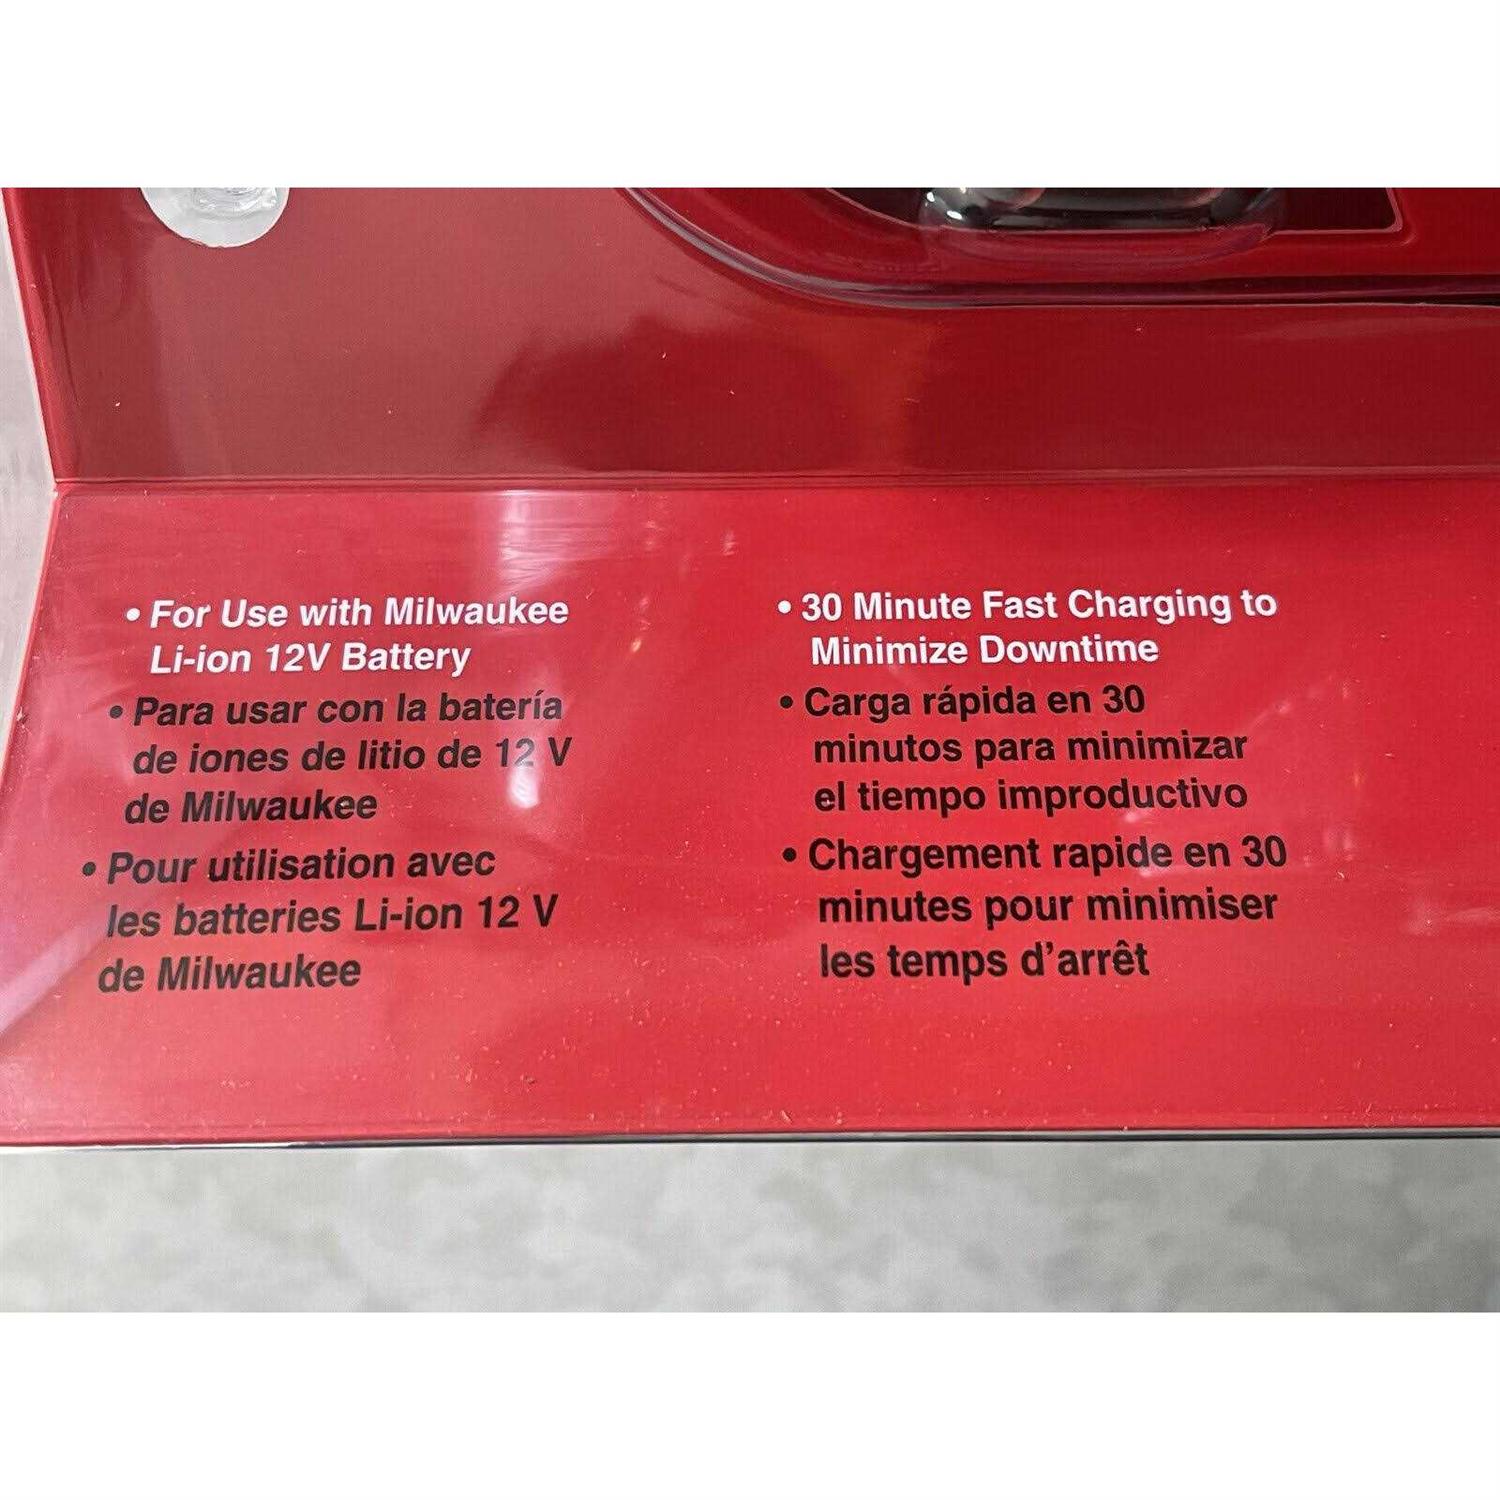 • For Use with Milwaukee
Li-ion 12V Battery
• Para usar con la batería
de iones de litio de 12 V
de Milwaukee
• Pour utilisation avec
les batteries Li-ion 12 V
de Milwaukee
• 30 Minute Fast Charging to
Minimize Downtime
• Carga rápida en 30
minutos para minimizar
el tiempo improductivo
• Chargement rapide en 30
minutes pour minimiser
les temps d'arrêt